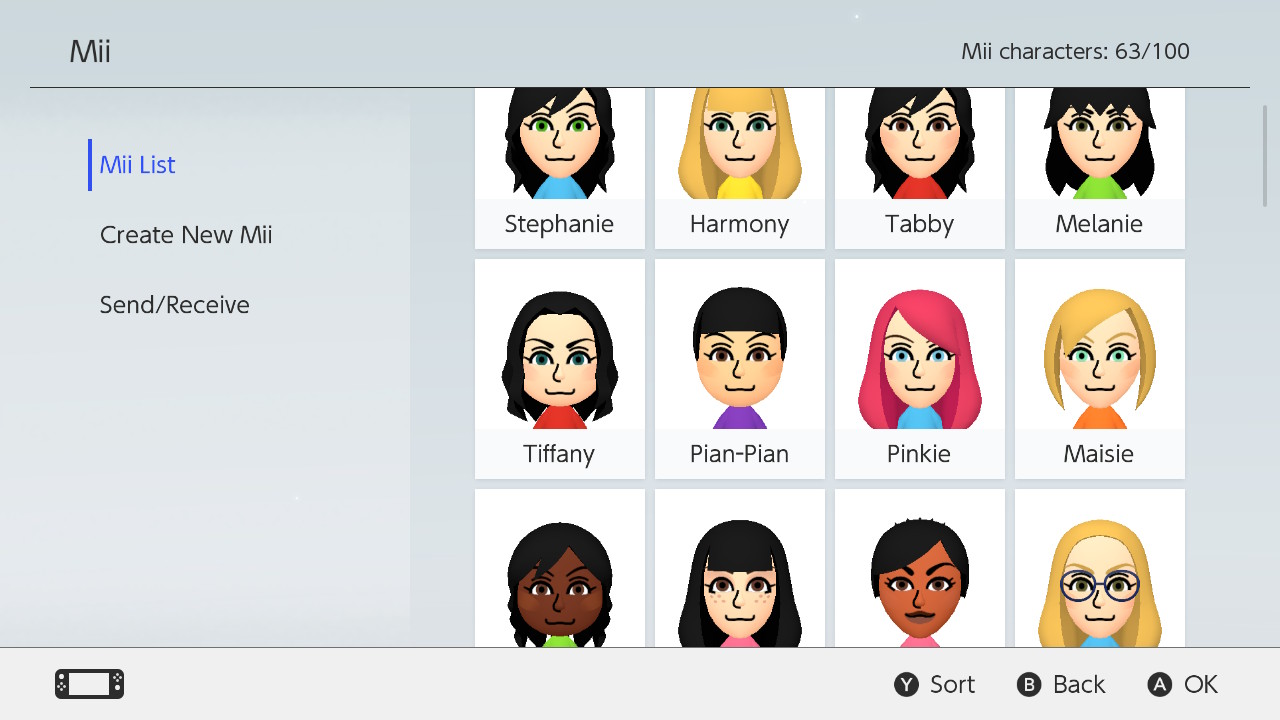 Mii
Mii characters: 63/100
Mii List
Create New Mii
Send/Receive
Stephanie
Harmony
Tabby
Melanie
Tiffany
Pian-Pian
Pinkie
Maisie
Y Sort
B Back
A OK